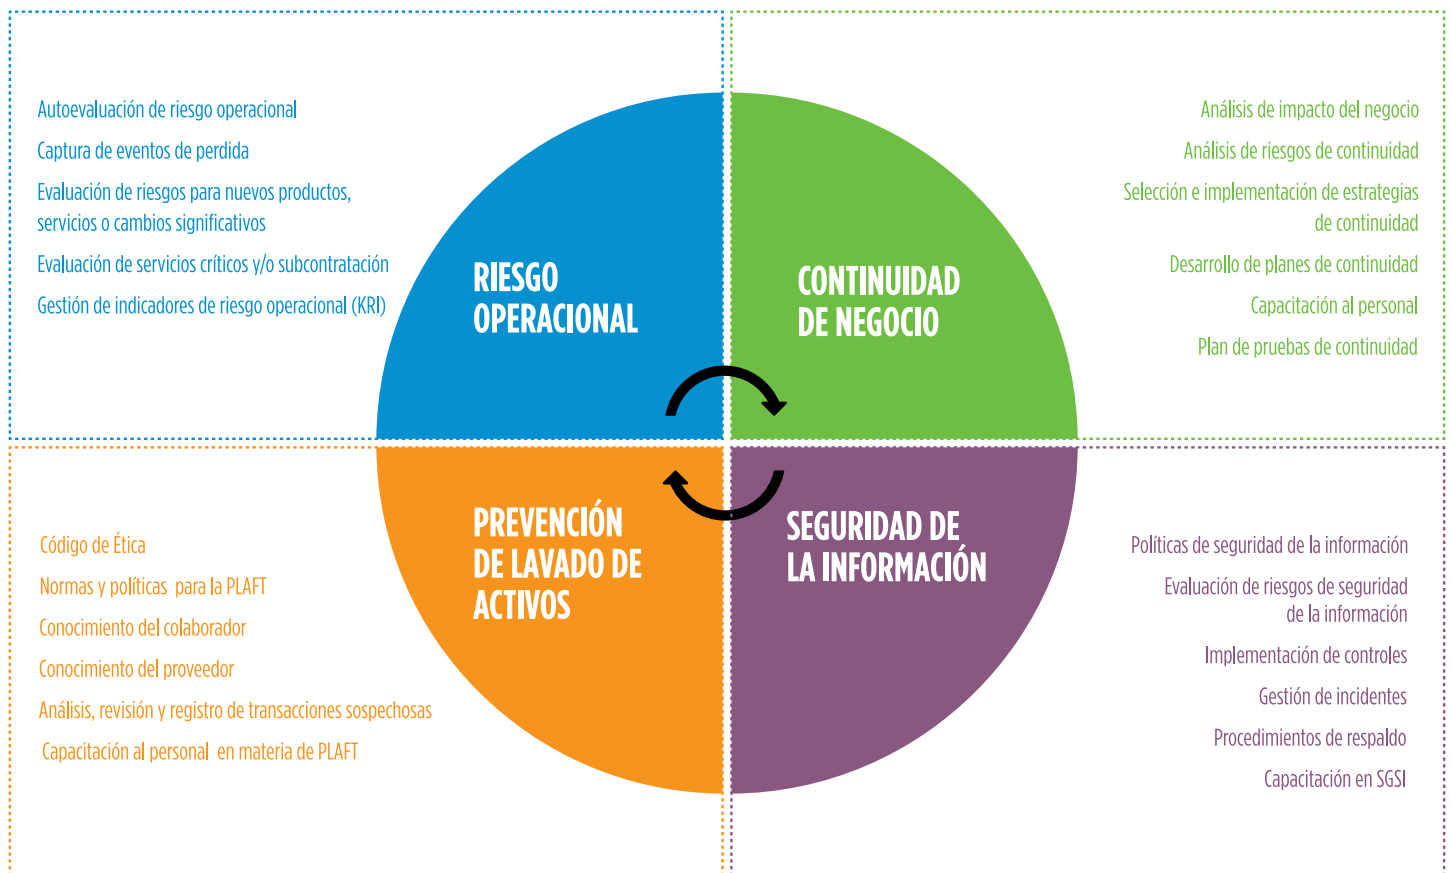 Autoevaluación de riesgo operacional
Captura de eventos de perdida
Evaluación de riesgos para nuevos productos,
servicios o cambios significativos
Evaluación de servicios críticos y/o subcontratación
Gestión de indicadores de riesgo operacional (KRI)
RIESGO
OPERACIONAL
CONTINUIDAD
DE NEGOCIO
Análisis de impacto del negocio
Análisis de riesgos de continuidad
Selección e implementación de estrategias
de continuidad
Desarrollo de planes de continuidad
Capacitación al personal
Plan de pruebas de continuidad
Código de Ética
Normas y políticas para la PLAFT
Conocimiento del colaborador
Conocimiento del proveedor
Análisis, revisión y registro de transacciones sospechosas
Capacitación al personal en materia de PLAFT
PREVENCIÓN
DE LAVADO DE
ACTIVOS
SEGURIDAD DE
LA INFORMACIÓN
Políticas de seguridad de la información
Evaluación de riesgos de seguridad
de la información
Implementación de controles
Gestión de incidentes
Procedimientos de respaldo
Capacitación en SGSI